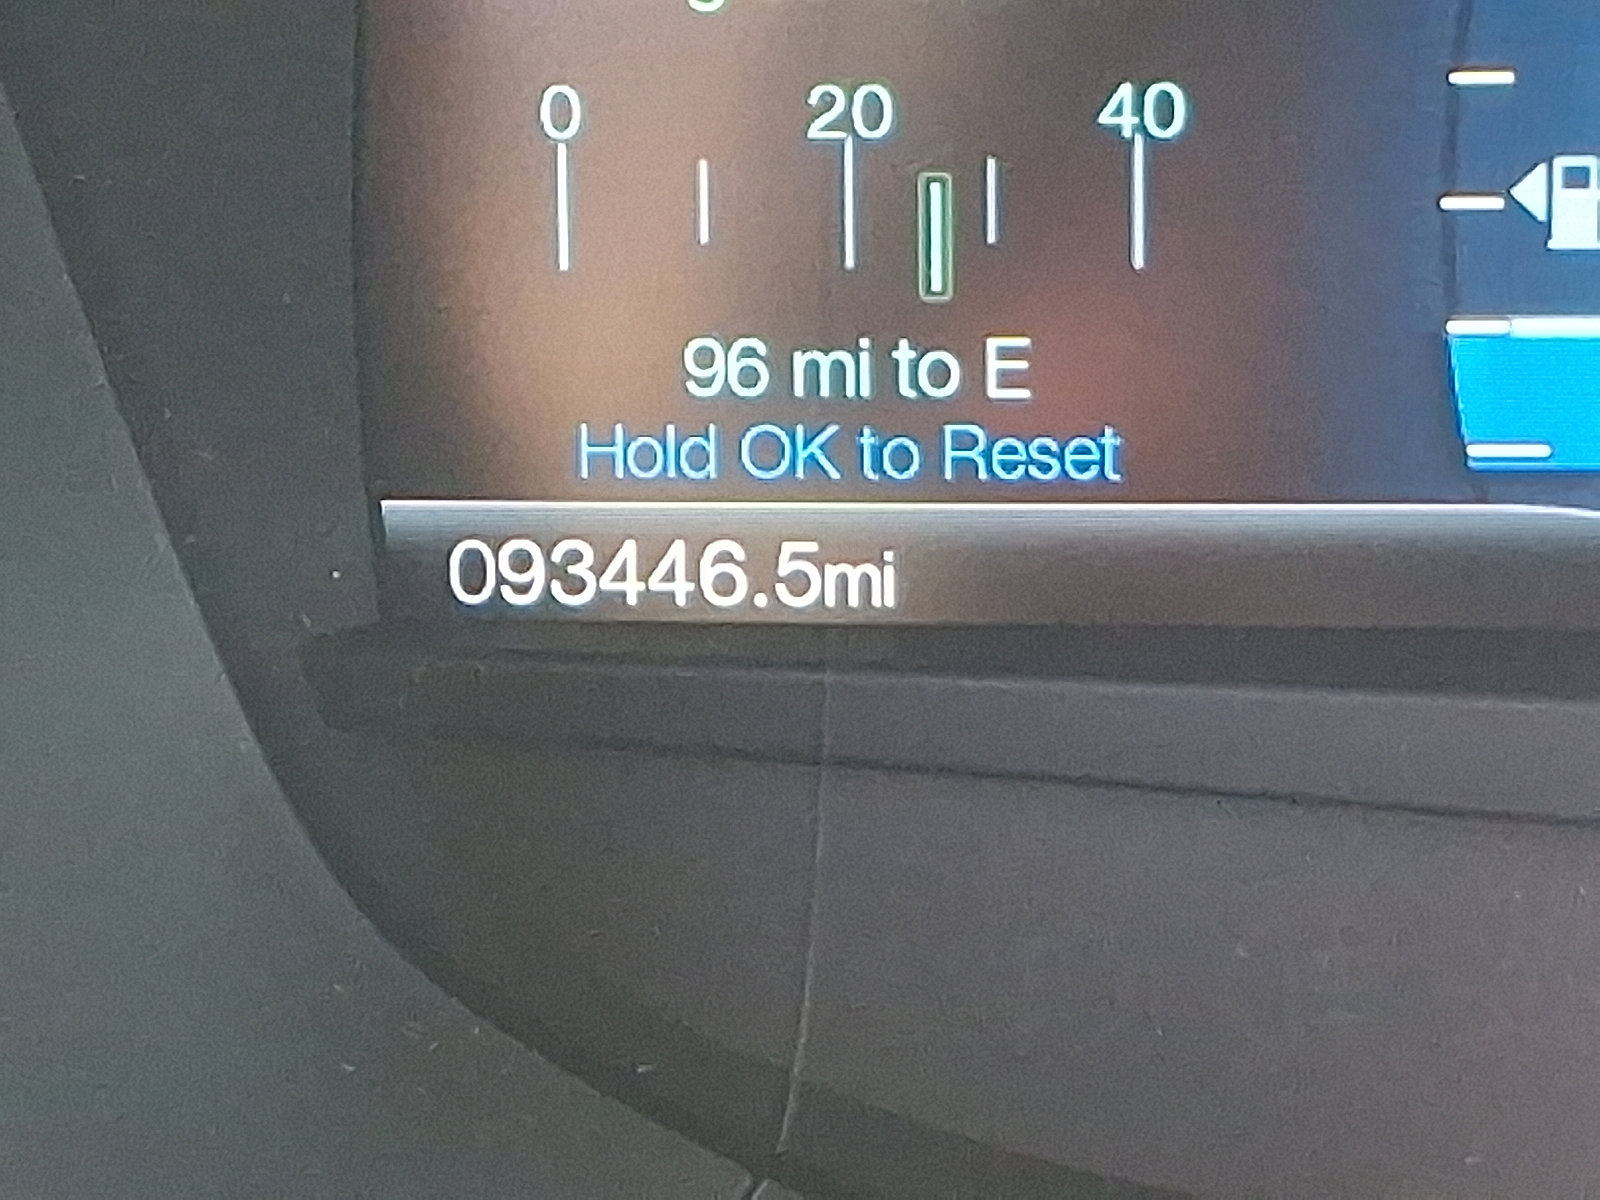 0 20 40
96 mi to E
Hold OK to Reset
093446.5mi